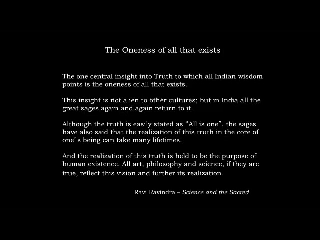 The Oneness of all that exists
The one central insight into Truth to which all Indian wisdom
points is the oneness of all that exists.
This insight is not alien to other cultures; but in India all the
great sages again and again return to it.
Although the truth is easily stated as "All is one", the sages
have also said that the realization of this truth in the core of
one's being can take many lifetimes.
And the realization of this truth is held to be the purpose of
human existence. All art, philosophy and science, if they are
true, reflect this vision and further its realization.
Ravi Ravindra – Science and the Sacred